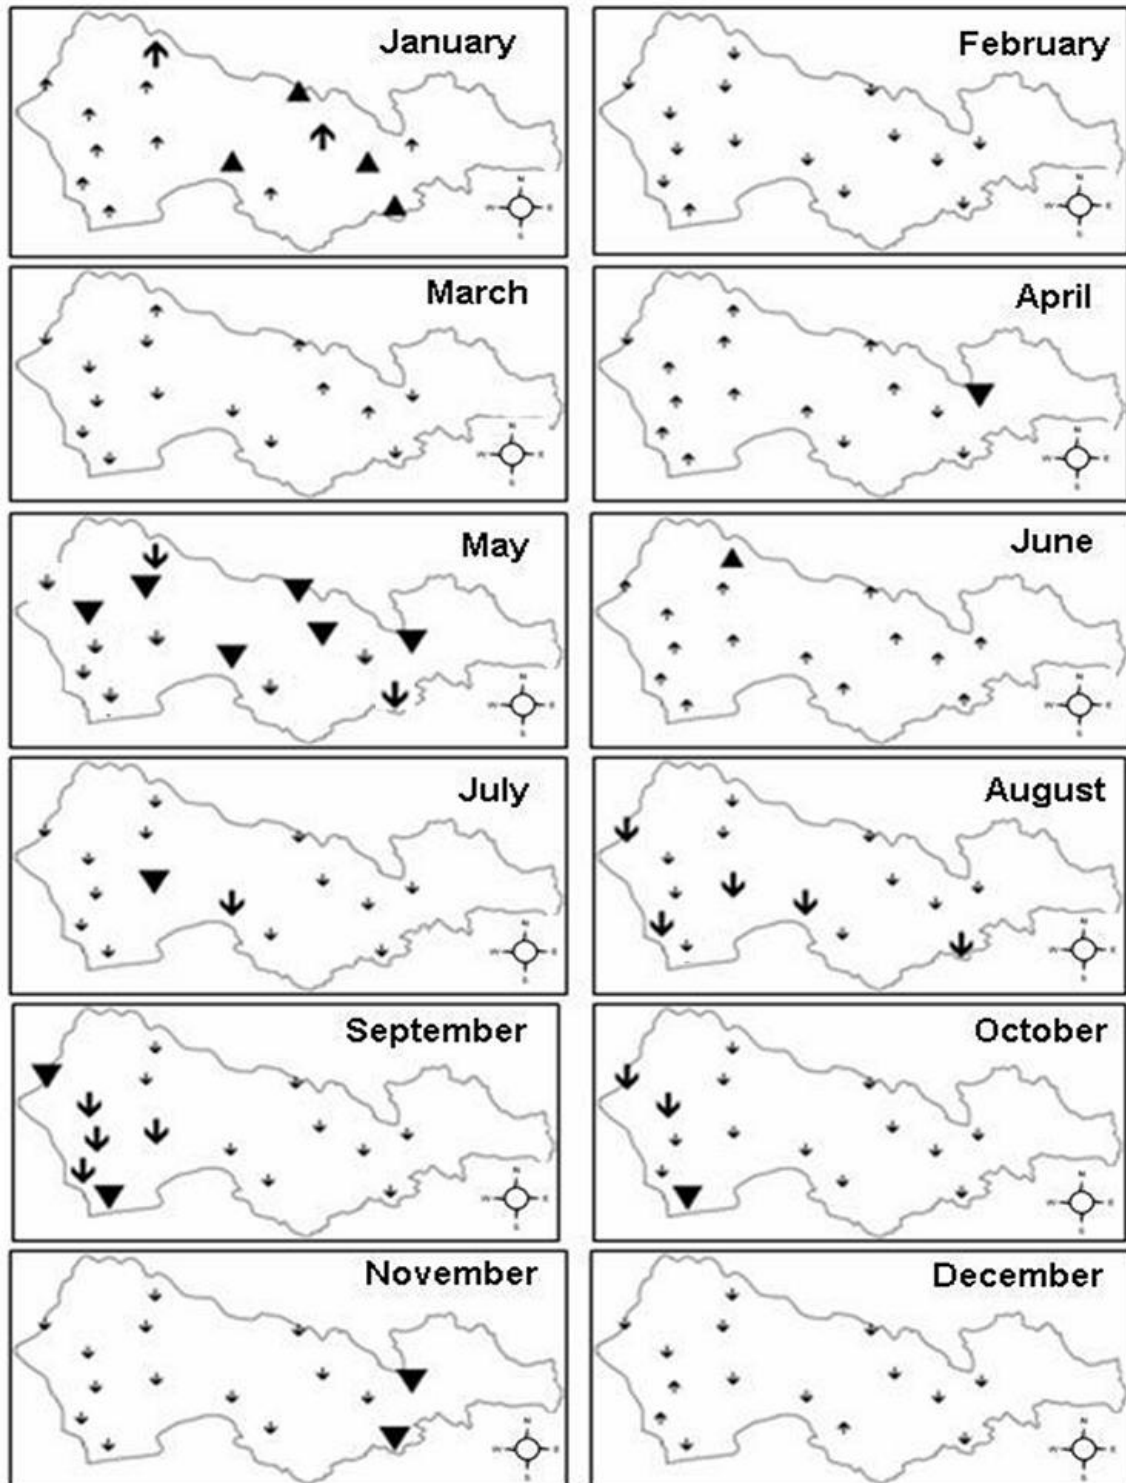 January
N
W E
S
February
N
W E
S
March
N
W E
S
April
N
W E
S
May
N
W E
S
June
N
W E
S
July
N
W E
S
August
N
W E
S
September
N
W E
S
October
N
W E
S
November
N
W E
S
December
N
W E
S